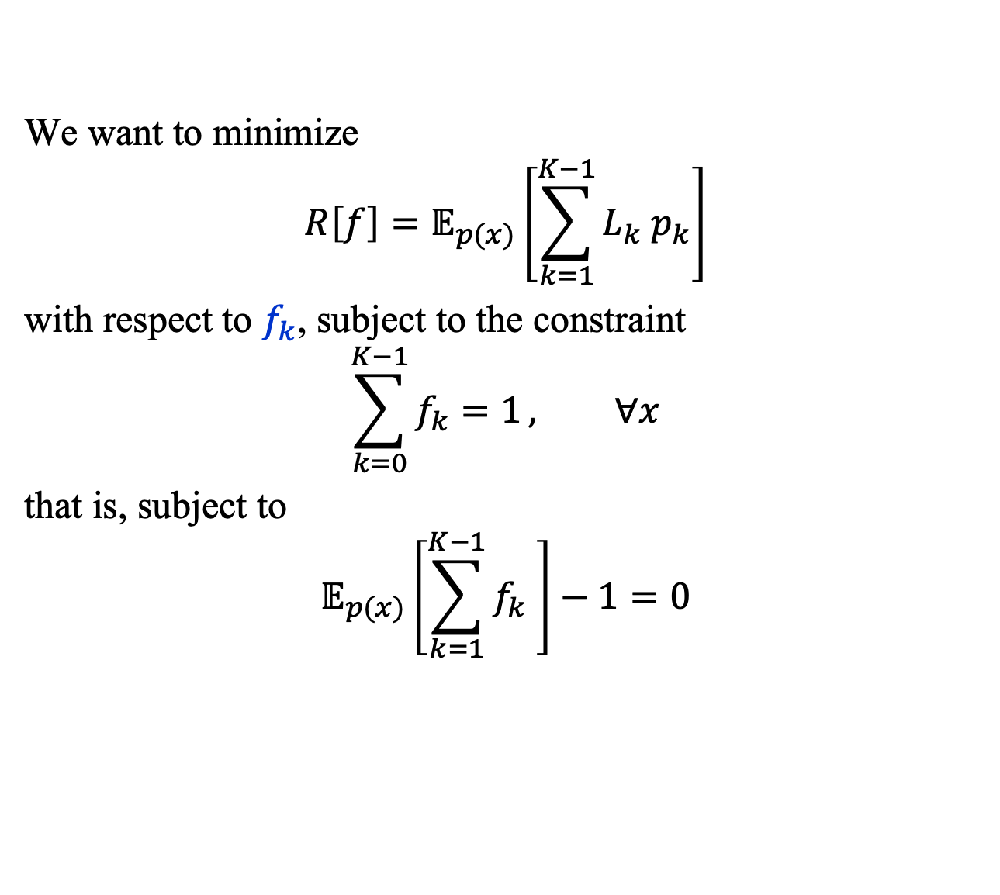 We want to minimize
R[f] = 𝔼_{p(x)} [∑_{k=1}^{K−1} L_k p_k]
with respect to f_k, subject to the constraint
∑_{k=0}^{K−1} f_k = 1, ∀x
that is, subject to
𝔼_{p(x)} [∑_{k=1}^{K−1} f_k] − 1 = 0